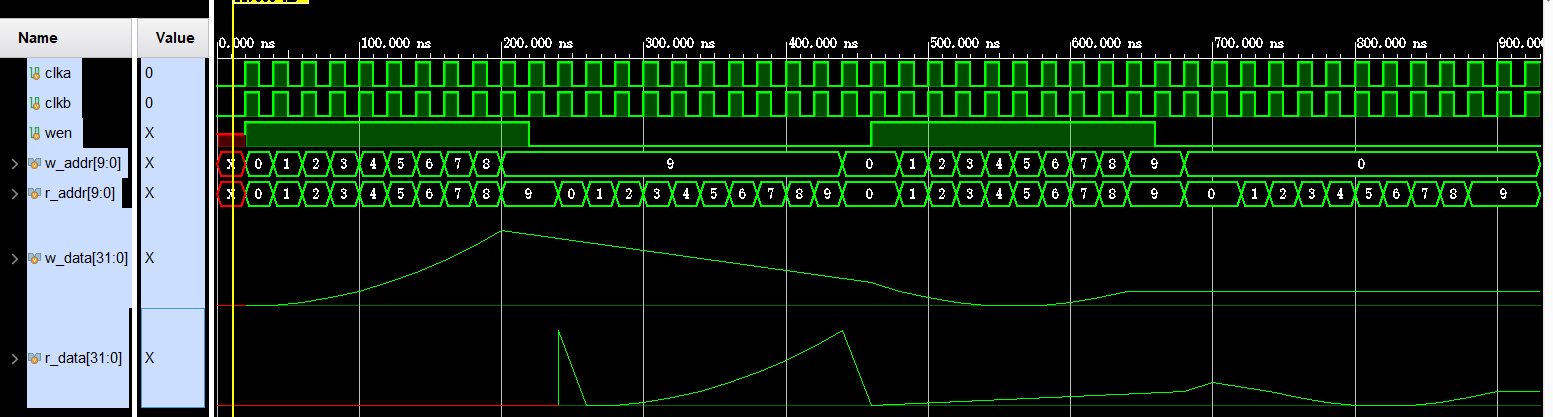 Name Value
0.000 ns 100.000 ns 200.000 ns 300.000 ns 400.000 ns 500.000 ns 600.000 ns 700.000 ns 800.000 ns 900.00
clka 0
clkb 0
wen X
w_addr[9:0] X X 0 1 2 3 4 5 6 7 8 9 0 1 2 3 4 5 6 7 8 9 0
r_addr[9:0] X X 0 1 2 3 4 5 6 7 8 9 0 1 2 3 4 5 6 7 8 9 0 1 2 3 4 5 6 7 8 9 0 1 2 3 4 5 6 7 8 9
w_data[31:0] X
r_data[31:0] X